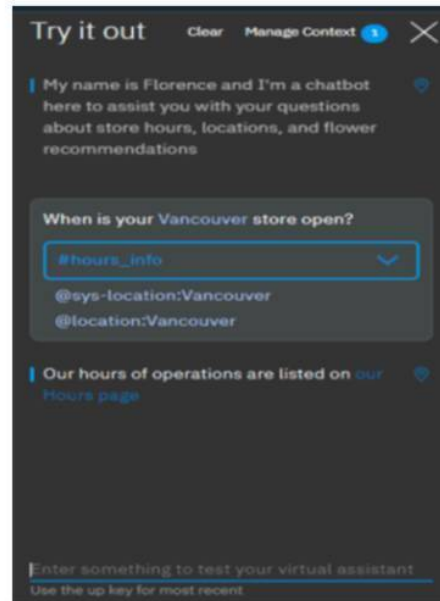 Try it out Clear Manage Context 1
My name is Florence and I'm a chatbot
here to assist you with your questions
about store hours, locations, and flower
recommendations
When is your Vancouver store open?
#hours_info
@sys-location:Vancouver
@location:Vancouver
Our hours of operations are listed on our
Hours page
Enter something to test your virtual assistant
Use the up key for most recent